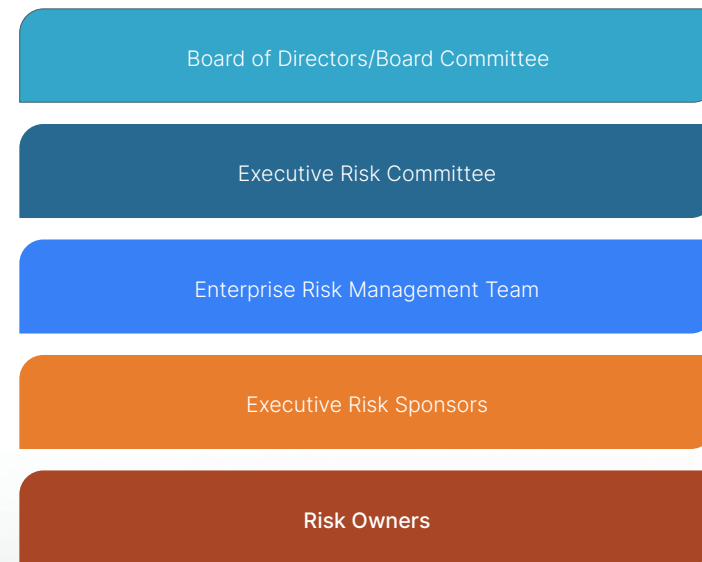 Board of Directors/Board Committee
Executive Risk Committee
Enterprise Risk Management Team
Executive Risk Sponsors
Risk Owners